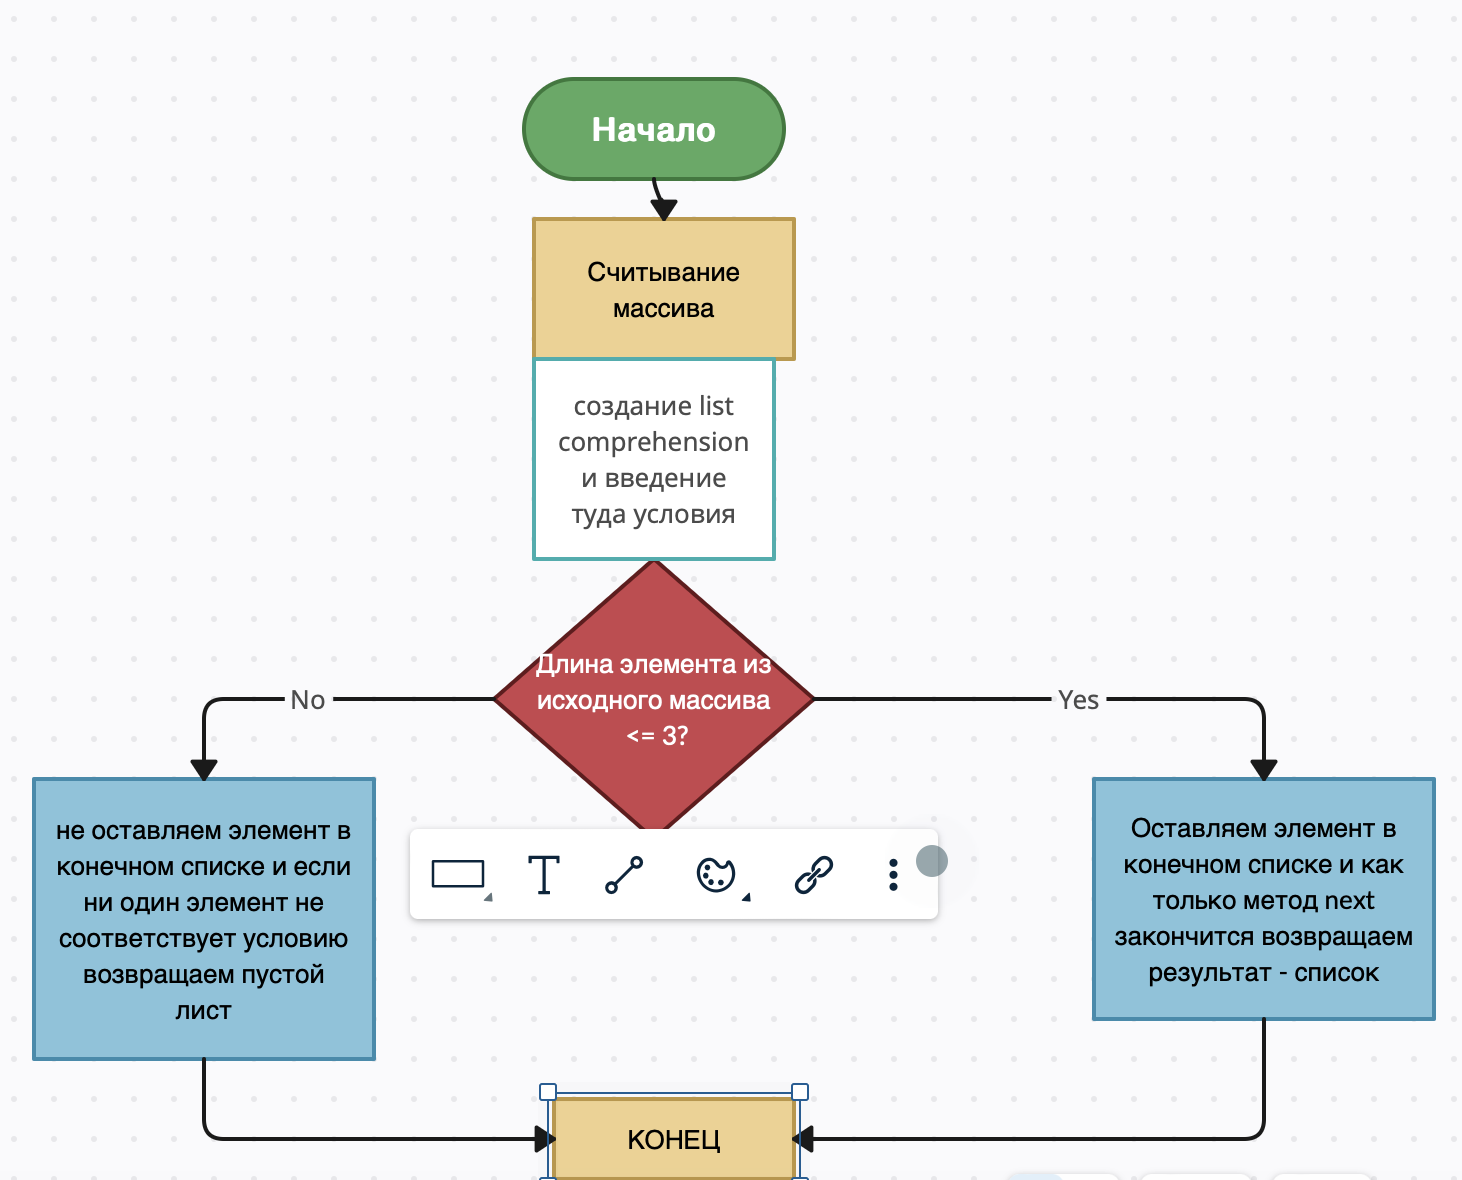 Начало
Считывание
массива
создание list
comprehension
и введение
туда условия
Длина элемента из
исходного массива
<= 3?
No
Yes
не оставляем элемент в
конечном списке и если
ни один элемент не
соответствует условию
возвращаем пустой
лист
Оставляем элемент в
конечном списке и как
только метод next
закончится возвращаем
результат - список
T
КОНЕЦ